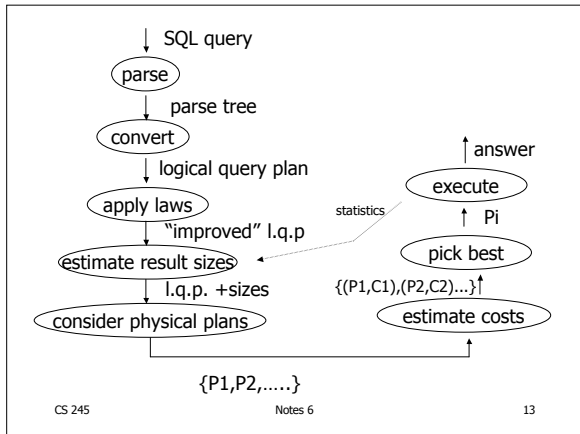 SQL query
parse
parse tree
convert
logical query plan
apply laws
“improved” l.q.p
estimate result sizes
l.q.p. +sizes
consider physical plans
{P1,P2,…..}
estimate costs
{(P1,C1),(P2,C2)...}
pick best
Pi
execute
answer
statistics
CS 245
Notes 6
13